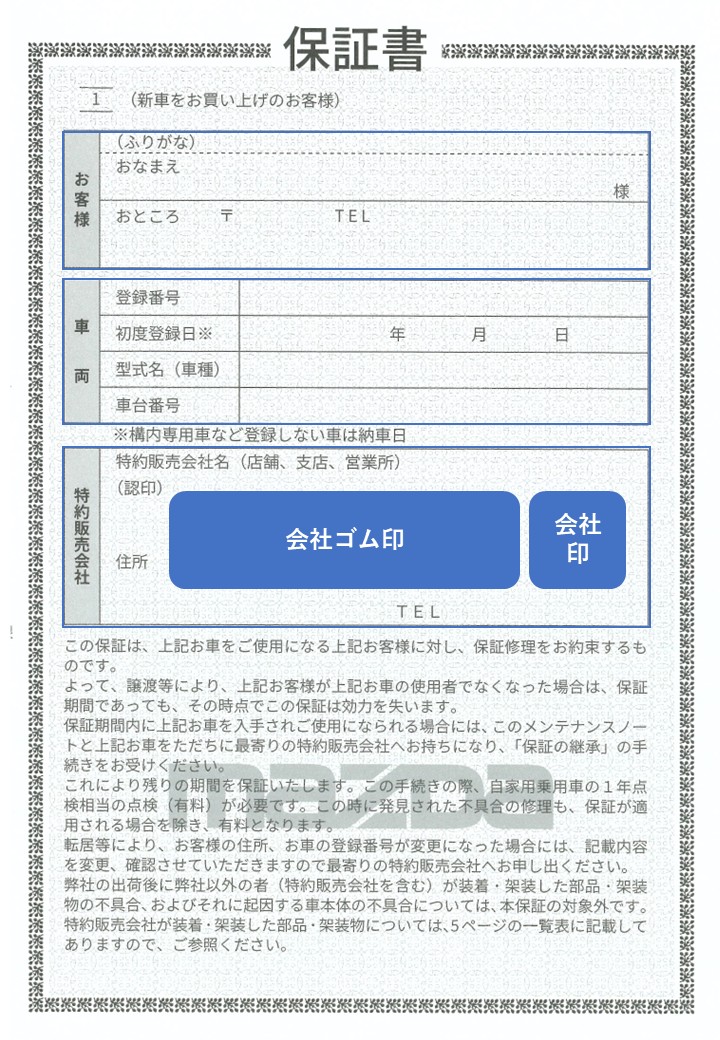 保証書
1 （新車をお買い上げのお客様）
お客様
（ふりがな）
おなまえ
様
おところ 〒 TEL
車両
登録番号
初度登録日※ 年 月 日
型式名（車種）
車台番号
※構内専用車など登録しない車は納車日
特約販売会社
特約販売会社名（店舗、支店、営業所）
（認印）
会社ゴム印
会社
印
住所
TEL
この保証は、上記お車をご使用になる上記お客様に対し、保証修理をお約束するも
のです。
よって、譲渡等により、上記お客様が上記お車の使用者でなくなった場合は、保証
期間であっても、その時点でこの保証は効力を失います。
保証期間内に上記お車を入手されご使用になられる場合には、このメンテナンスノー
トと上記お車をただちに最寄りの特約販売会社へお持ちになり、「保証の継承」の手
続きをお受けください。
これにより残りの期間を保証いたします。この手続きの際、自家用乗用車の１年点
検相当の点検（有料）が必要です。この時に発見された不具合の修理も、保証が適
用される場合を除き、有料となります。
mazDa
転居等により、お客様の住所、お車の登録番号が変更になった場合には、記載内容
を変更、確認させていただきますので最寄りの特約販売会社へお申し出ください。
弊社の出荷後に弊社以外の者（特約販売会社を含む）が装着・架装した部品・架装
物の不具合、およびそれに起因する車本体の不具合については、本保証の対象外です。
特約販売会社が装着・架装した部品・架装物については、5ページの一覧表に記載して
ありますので、ご参照ください。